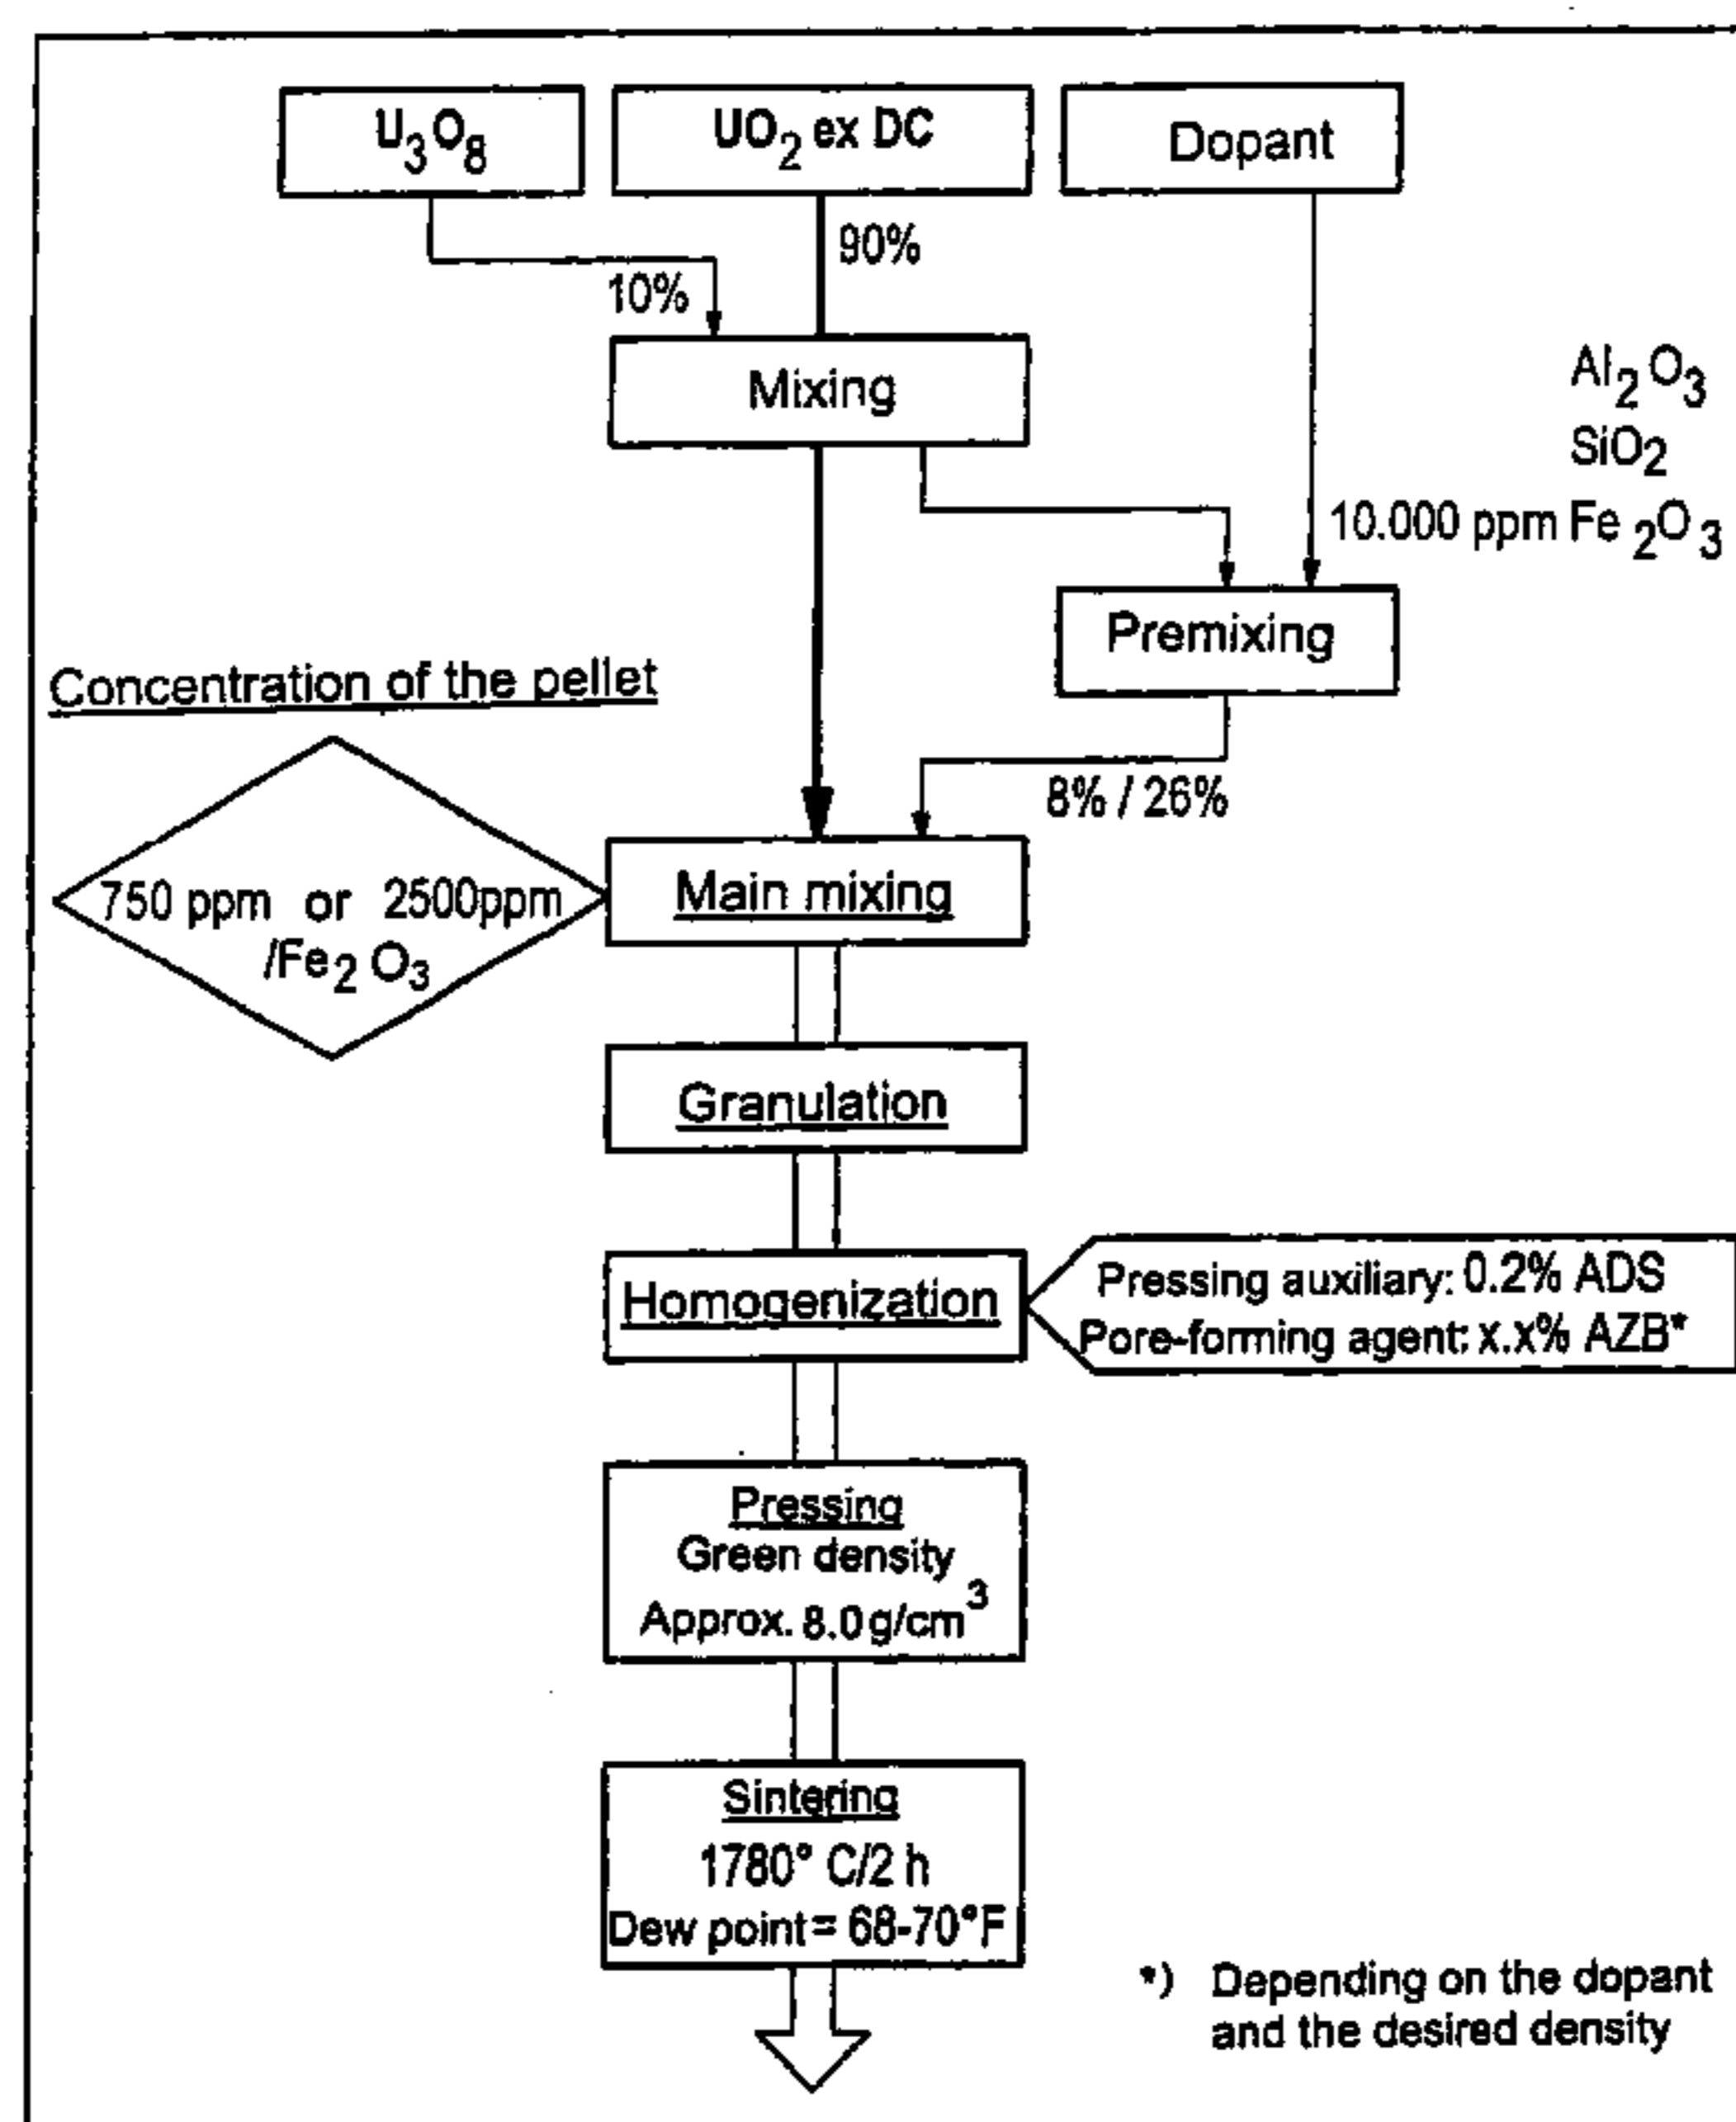 U3O8
UO2 ex DC
Dopant
90%
10%
Mixing
Al2O3
SiO2
10.000 ppm Fe2O3
Premixing
Concentration of the pellet
8% / 26%
750 ppm or 2500ppm
/Fe2O3
Main mixing
Granulation
Homogenization
Pressing auxiliary: 0.2% ADS
Pore-forming agent: x.x% AZB*
Pressing
Green density
Approx. 8.0 g/cm3
Sintering
1780° C/2 h
Dew point = 68-70°F
*) Depending on the dopant
and the desired density